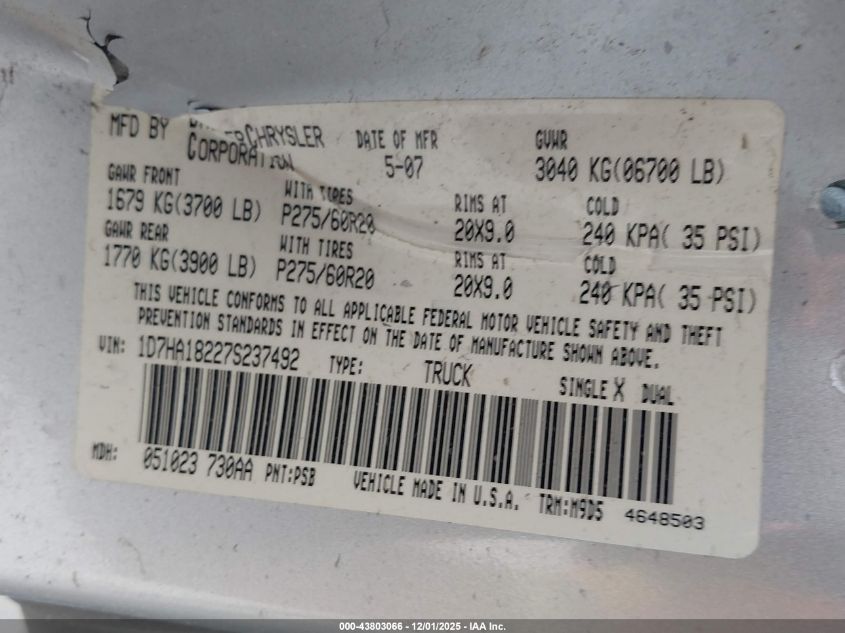 MFD BY DAIMLERCHRYSLER CORPORATION DATE OF MFR 5-07 GVWR 3040 KG(06700 LB)
GAWR FRONT WITH TIRES RIMS AT COLD
1679 KG(3700 LB) P275/60R20 20X9.0 240 KPA( 35 PSI)
GAWR REAR WITH TIRES RIMS AT COLD
1770 KG(3900 LB) P275/60R20 20X9.0 240 KPA( 35 PSI)
THIS VEHICLE CONFORMS TO ALL APPLICABLE FEDERAL MOTOR VEHICLE SAFETY AND THEFT
PREVENTION STANDARDS IN EFFECT ON THE DATE OF MANUFACTURE SHOWN ABOVE.
VIN: 1D7HA18227S237492 TYPE: TRUCK SINGLE X DUAL
MDH: 051023 730AA PNT:PSB VEHICLE MADE IN U.S.A. TRM:M9D5 4648503
000-43803066 - 12/01/2025 - IAA Inc.